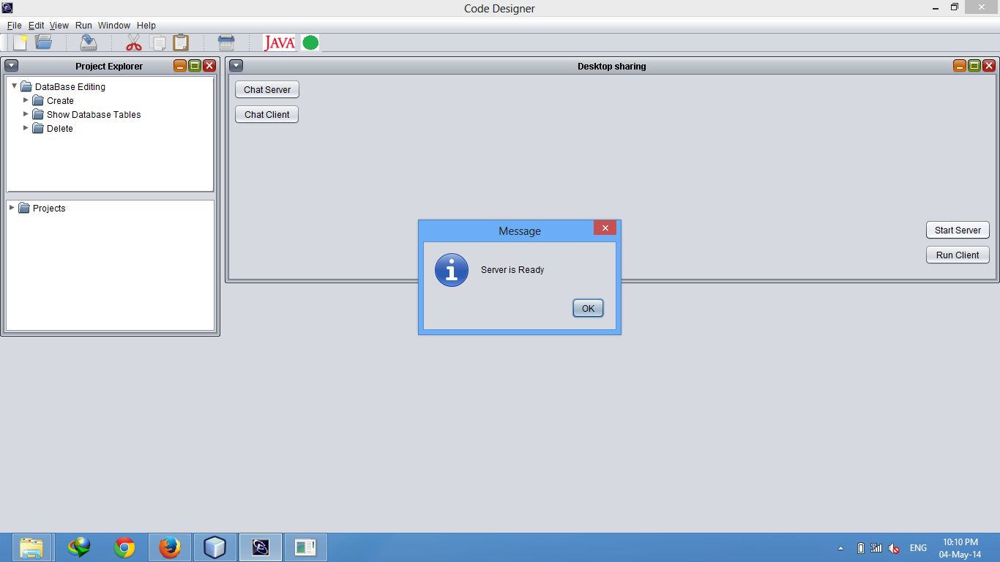 Code Designer
File Edit View Run Window Help
JAVA
Project Explorer
DataBase Editing
Create
Show Database Tables
Delete
Projects
Desktop sharing
Chat Server
Chat Client
Start Server
Run Client
Message
Server is Ready
OK
ENG
10:10 PM
04-May-14